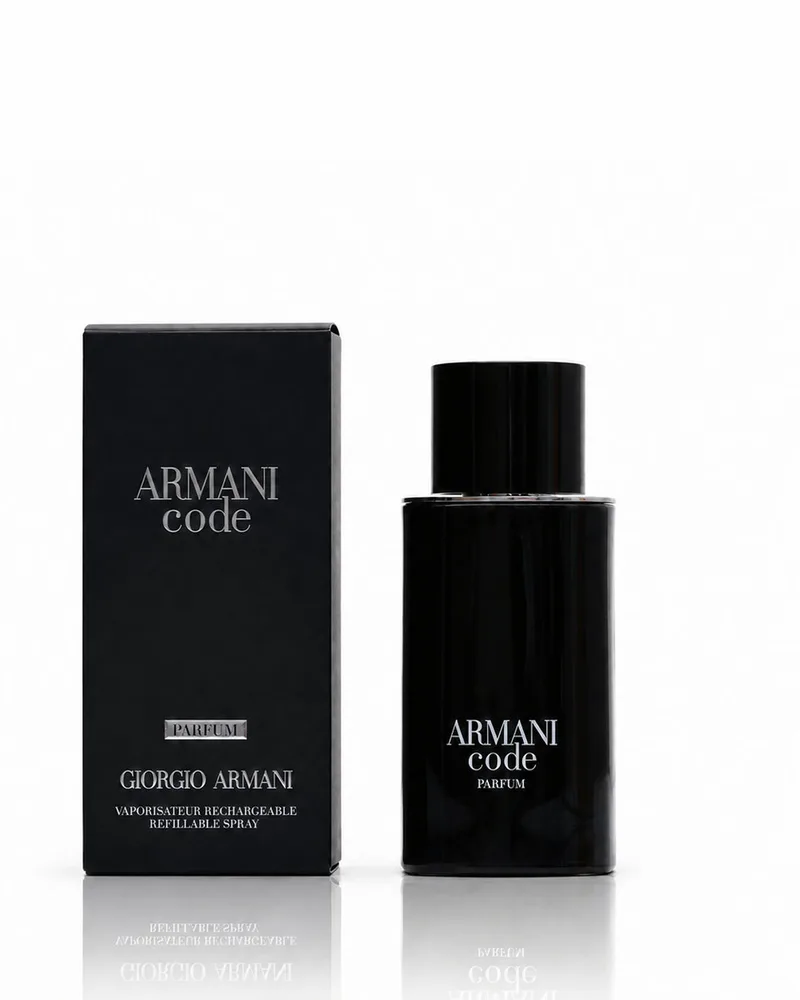 ARMANI
code
PARFUM
GIORGIO ARMANI
VAPORISATEUR RECHARGEABLE
REFILLABLE SPRAY
ARMANI
code
PARFUM